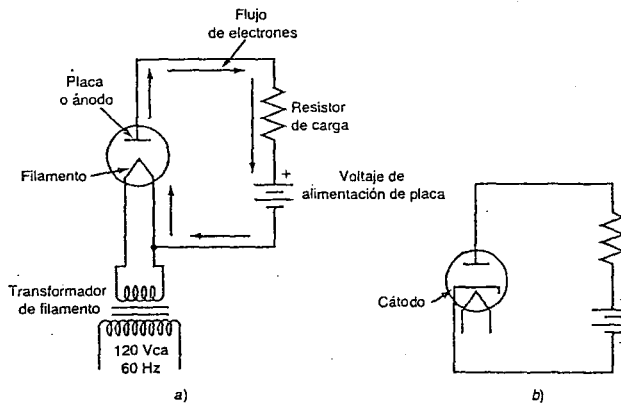 Flujo
de electrones
Placa
o ánodo
Resistor
de carga
Filamento
+
Voltaje de
alimentación de placa
Transformador
de filamento
120 Vca
60 Hz
a)
Cátodo
b)